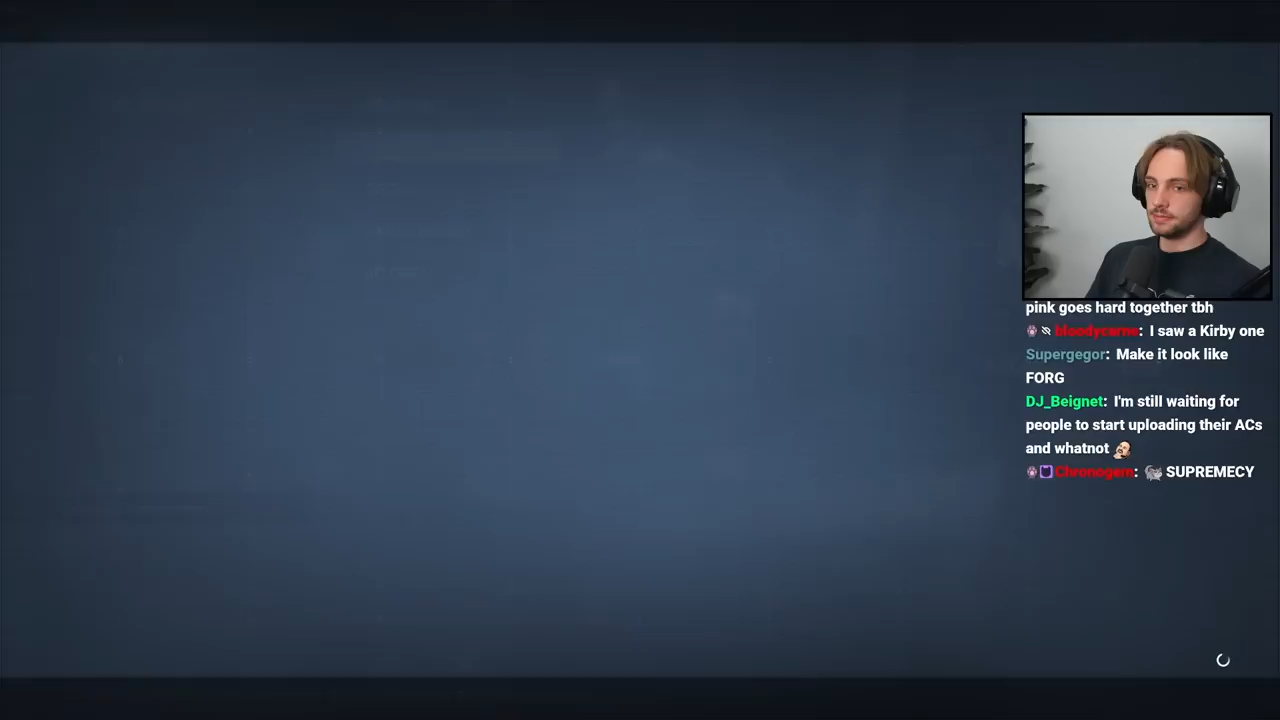 pink goes hard together tbh
bloodycarne: I saw a Kirby one
Supergegor: Make it look like
FORG
DJ_Beignet: I'm still waiting for
people to start uploading their ACs
and whatnot
Chronogem: SUPREMECY